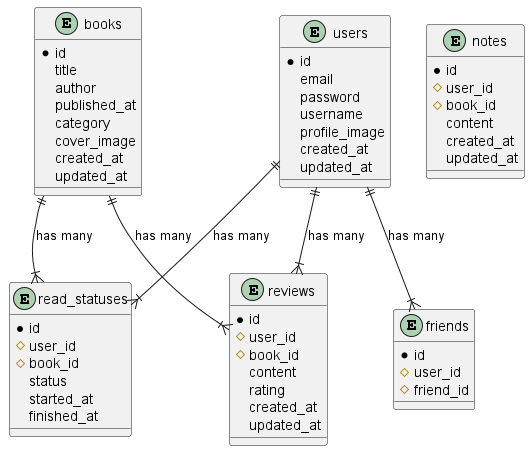 E books
id
title
author
published_at
category
cover_image
created_at
updated_at
E users
id
email
password
username
profile_image
created_at
updated_at
E notes
id
user_id
book_id
content
created_at
updated_at
has many
has many
has many
has many
has many
E read_statuses
id
user_id
book_id
status
started_at
finished_at
E reviews
id
user_id
book_id
content
rating
created_at
updated_at
E friends
id
user_id
friend_id